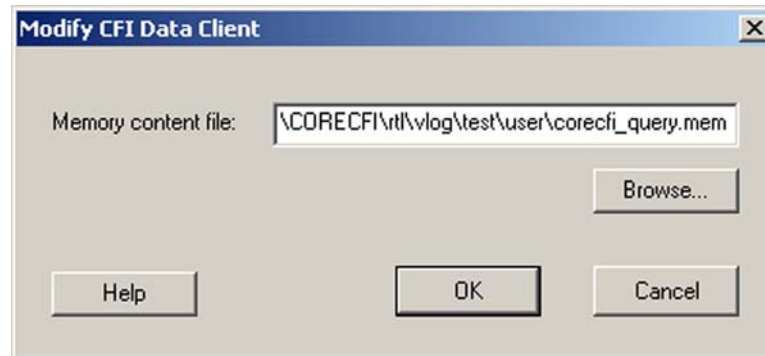 Modify CFI Data Client
Memory content file: \CORECFI\rtl\vlog\test\user\corecfi_query.mem
Browse...
Help OK Cancel